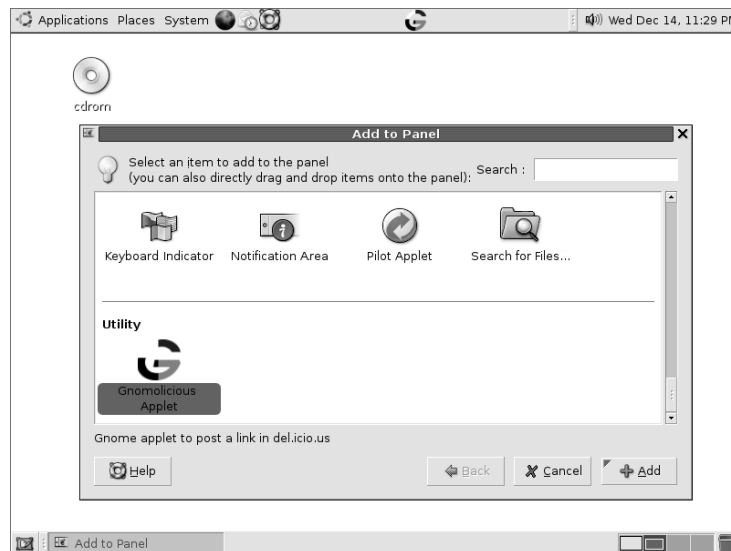 Applications Places System Wed Dec 14, 11:29 P
cdrom
Add to Panel
Select an item to add to the panel
(you can also directly drag and drop items onto the panel):
Search :
Keyboard Indicator Notification Area Pilot Applet Search for Files...
Utility
Gnomolicious
Applet
Gnome applet to post a link in del.icio.us
Help Back Cancel Add
Add to Panel